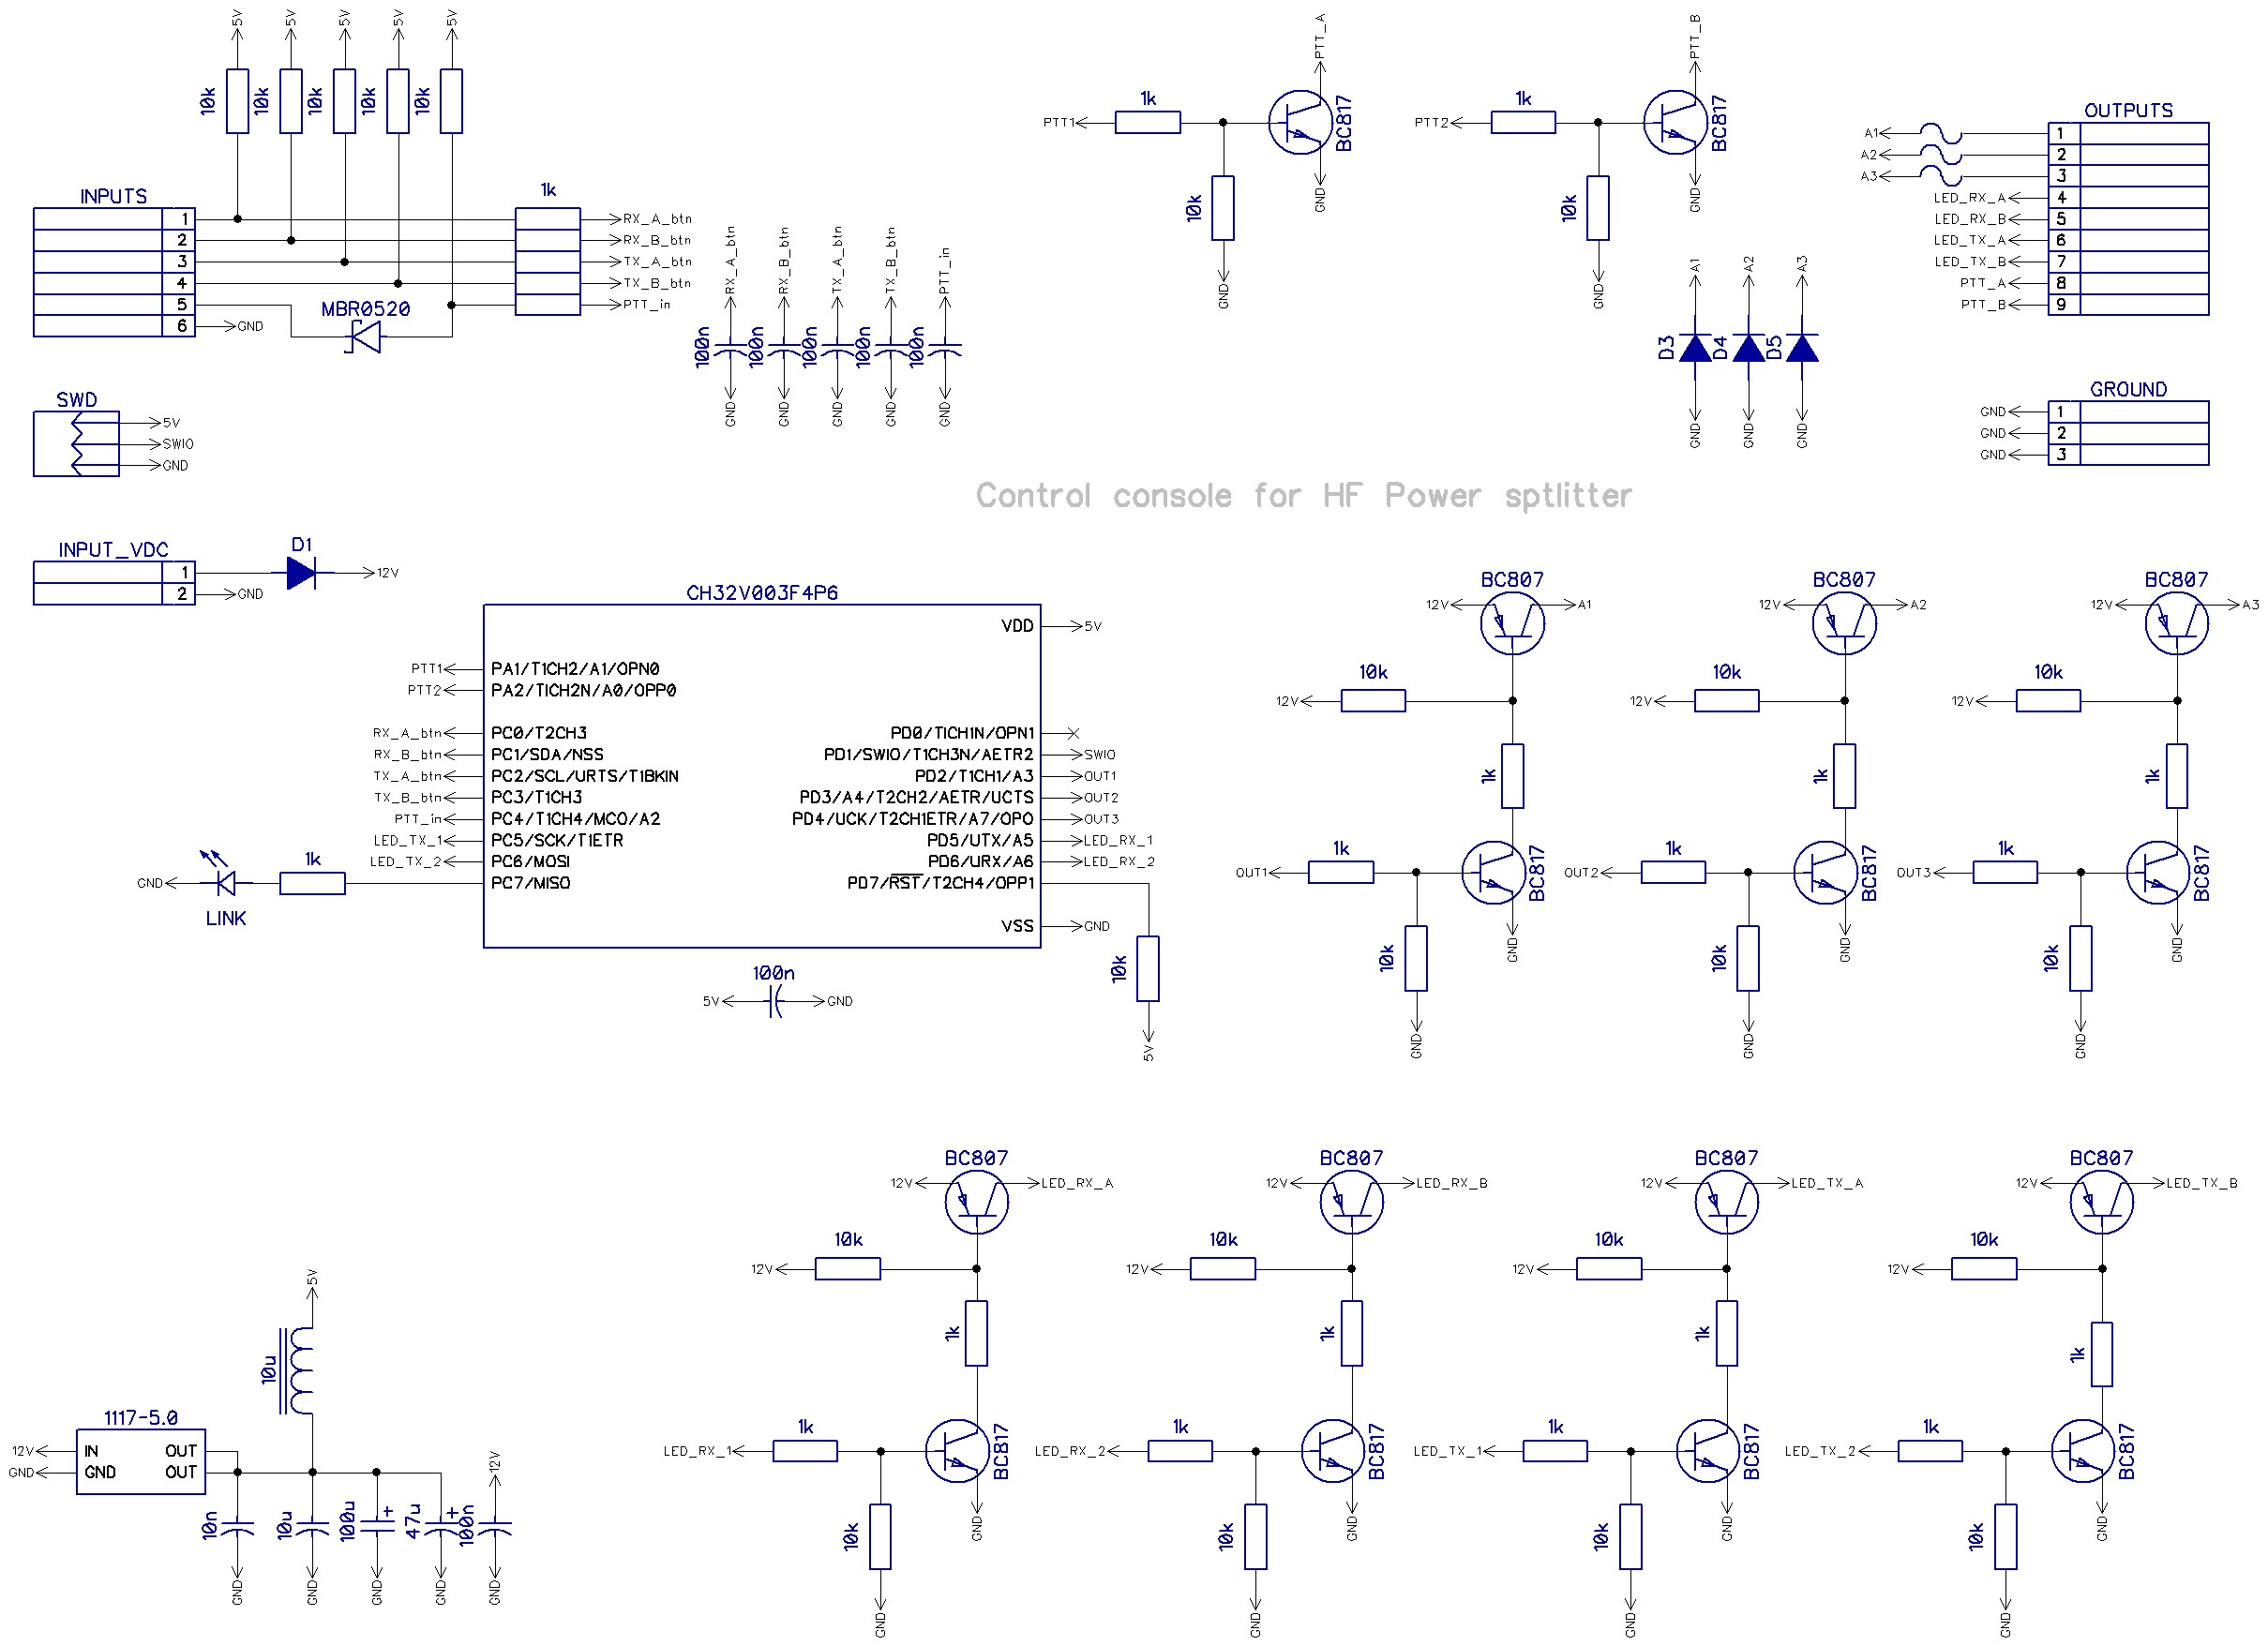 5V 5V 5V 5V 5V
10k 10k 10k 10k 10k
INPUTS
1k
1 RX_A_btn
2 RX_B_btn
3 TX_A_btn
4 TX_B_btn
5 PTT_in
6 GND
MBR0520
RX_A_btn RX_B_btn TX_A_btn TX_B_btn PTT_in
100n 100n 100n 100n 100n
GND GND GND GND GND
PTT_A
PTT1 1k BC817
10k GND
GND
PTT_B
PTT2 1k BC817
10k GND
GND
A1 A2 A3
D3 D4 D5
GND GND GND
OUTPUTS
A1 1
A2 2
A3 3
LED_RX_A 4
LED_RX_B 5
LED_TX_A 6
LED_TX_B 7
PTT_A 8
PTT_B 9
GROUND
GND 1
GND 2
GND 3
SWD
5V
SWIO
GND
Control console for HF Power sptlitter
INPUT_VDC
D1
1 12V
2 GND
CH32V003F4P6
VDD 5V
PTT1 PA1/T1CH2/A1/OPN0
PTT2 PA2/TICH2N/A0/OPP0
RX_A_btn PC0/T2CH3
RX_B_btn PC1/SDA/NSS
TX_A_btn PC2/SCL/URTS/T1BKIN
TX_B_btn PC3/T1CH3
PTT_in PC4/T1CH4/MCO/A2
LED_TX_1 PC5/SCK/T1ETR
LED_TX_2 PC6/MOSI
PC7/MISO
PD0/TICH1N/OPN1
PD1/SWIO/T1CH3N/AETR2 SWIO
PD2/T1CH1/A3 OUT1
PD3/A4/T2CH2/AETR/UCTS OUT2
PD4/UCK/T2CH1ETR/A7/OPO OUT3
PD5/UTX/A5 LED_RX_1
PD6/URX/A6 LED_RX_2
PD7/RST/T2CH4/OPP1
VSS GND
GND 1k
LINK
100n
5V GND
10k
5V
BC807
12V A1
10k
12V
1k
1k
OUT1 BC817
10k GND
GND
BC807
12V A2
10k
12V
1k
1k
OUT2 BC817
10k GND
GND
BC807
12V A3
10k
12V
1k
1k
OUT3 BC817
10k GND
GND
5V
10u
1117-5.0
12V IN OUT
GND GND OUT
12V
10n 10u 100u + 47u + 100n
GND GND GND GND GND
BC807
12V LED_RX_A
10k
12V
1k
1k
LED_RX_1 BC817
10k GND
GND
BC807
12V LED_RX_B
10k
12V
1k
1k
LED_RX_2 BC817
10k GND
GND
BC807
12V LED_TX_A
10k
12V
1k
1k
LED_TX_1 BC817
10k GND
GND
BC807
12V LED_TX_B
10k
12V
1k
1k
LED_TX_2 BC817
10k GND
GND